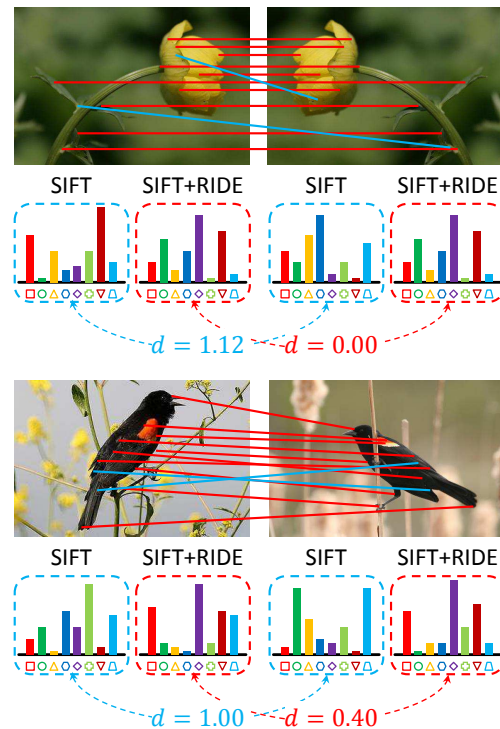 SIFT SIFT+RIDE SIFT SIFT+RIDE
d = 1.12 d = 0.00
SIFT SIFT+RIDE SIFT SIFT+RIDE
d = 1.00 d = 0.40